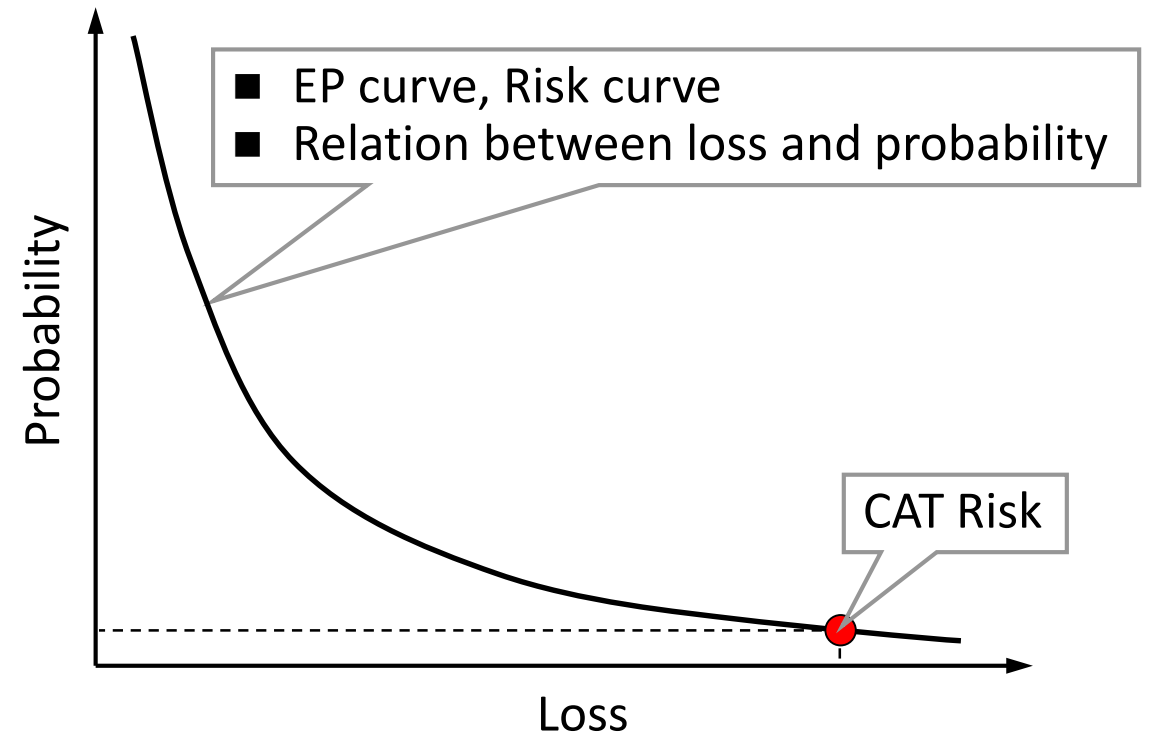 ■ EP curve, Risk curve
■ Relation between loss and probability
Probability
CAT Risk
Loss